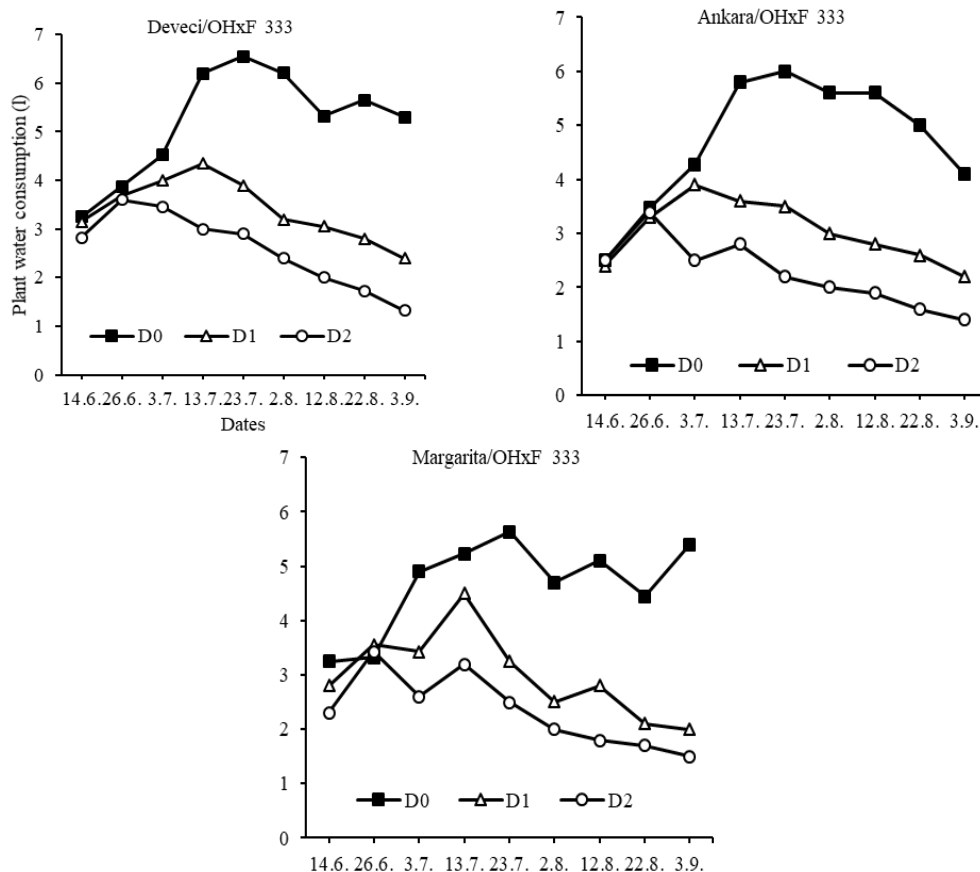 Deveci/OHxF 333
7
6
5
4
3
2
1
0
Plant water consumption (l)
D0 D1 D2
14.6. 26.6. 3.7. 13.7. 23.7. 2.8. 12.8. 22.8. 3.9.
Dates
Ankara/OHxF 333
7
6
5
4
3
2
1
0
D0 D1 D2
14.6. 26.6. 3.7. 13.7. 23.7. 2.8. 12.8. 22.8. 3.9.
Margarita/OHxF 333
7
6
5
4
3
2
1
0
D0 D1 D2
14.6. 26.6. 3.7. 13.7. 23.7. 2.8. 12.8. 22.8. 3.9.